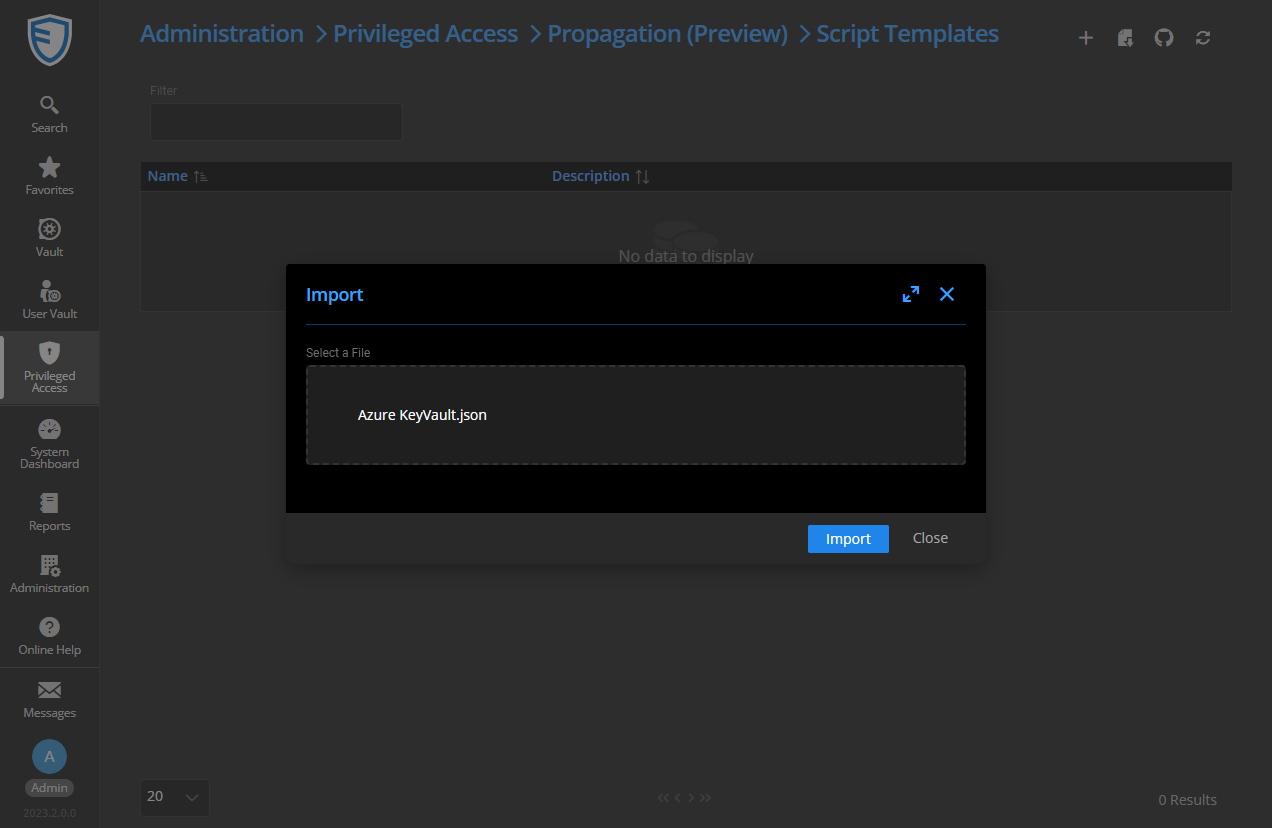 Administration > Privileged Access > Propagation (Preview) > Script Templates
Search
Favorites
Vault
User Vault
Privileged
Access
System
Dashboard
Reports
Administration
Online Help
Messages
A
Admin
2023.2.0.0
Filter
Name
Description
No data to display
Import
Select a File
Azure KeyVault.json
Import
Close
20
0 Results